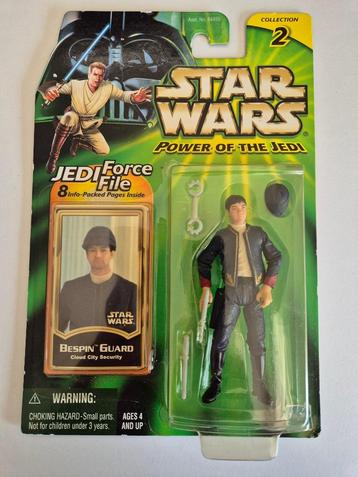 COLLECTION
2
STAR
WARS
POWER OF THE JEDI
JEDI Force
File
8 Info-Packed Pages Inside
STAR
WARS
BESPIN™ GUARD
Cloud City Security
WARNING:
CHOKING HAZARD-Small parts.
Not for children under 3 years.
AGES 4
AND UP